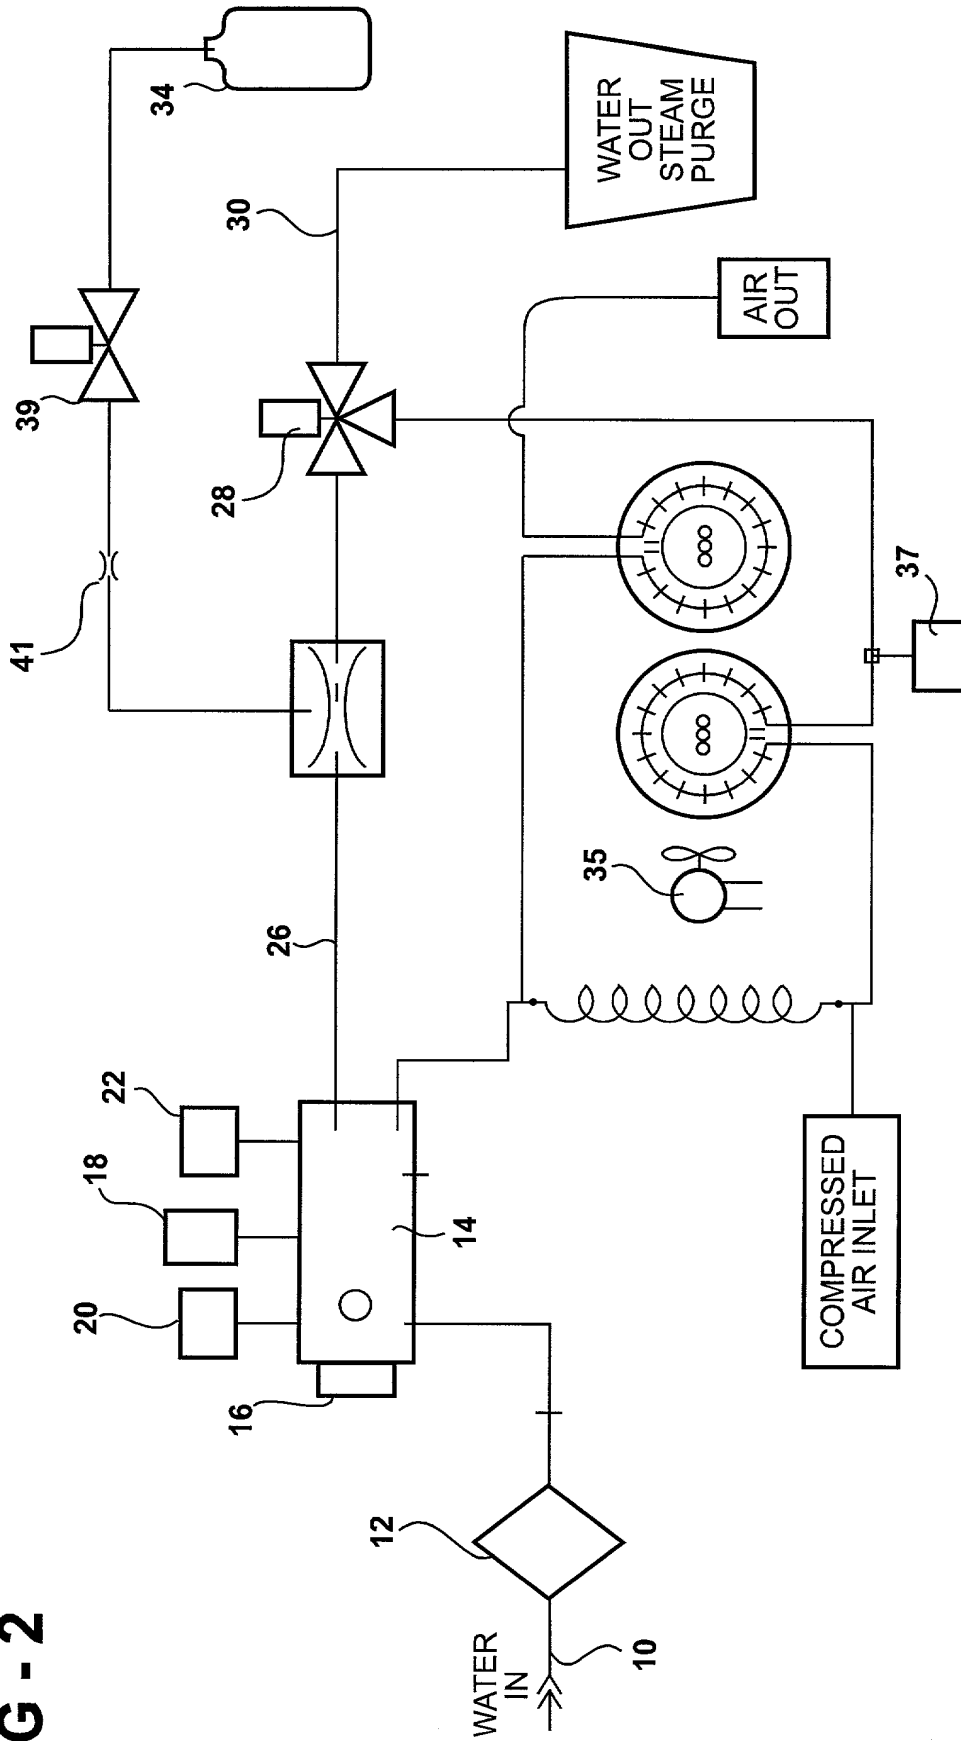 G - 2
34
39
30
WATER
OUT
STEAM
PURGE
28
41
AIR
OUT
37
26
35
22
18
20
14
16
COMPRESSED
AIR INLET
12
WATER
IN
10